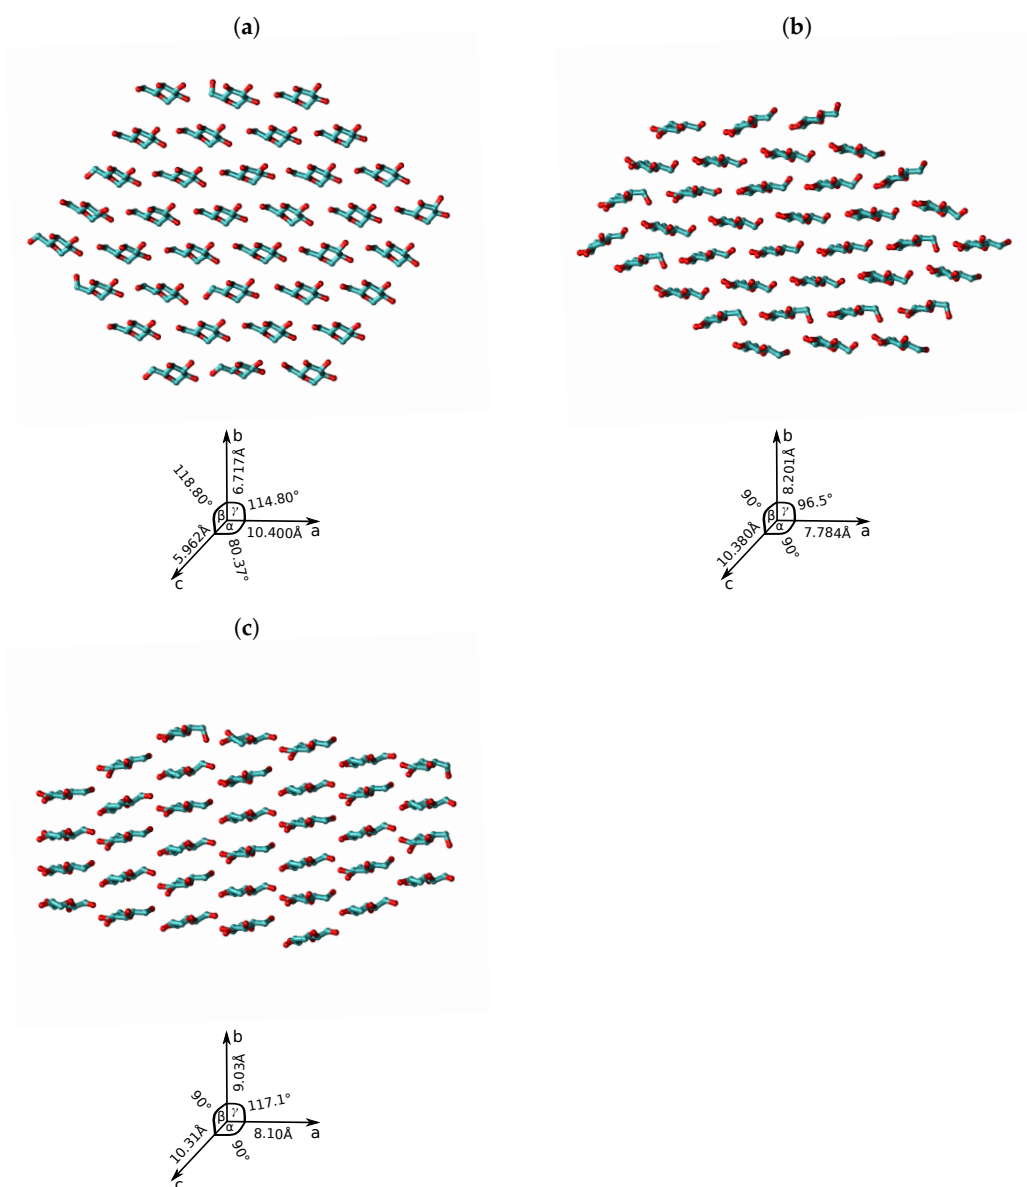 (a)
(b)
b
6.717Å
118.80°
β
γ
114.80°
α
10.400Å
a
5.962Å
80.37°
c
b
8.201Å
90°
β
γ
96.5°
α
7.784Å
a
10.380Å
90°
c
(c)
b
9.03Å
90°
β
γ
117.1°
α
8.10Å
a
10.31Å
90°
c